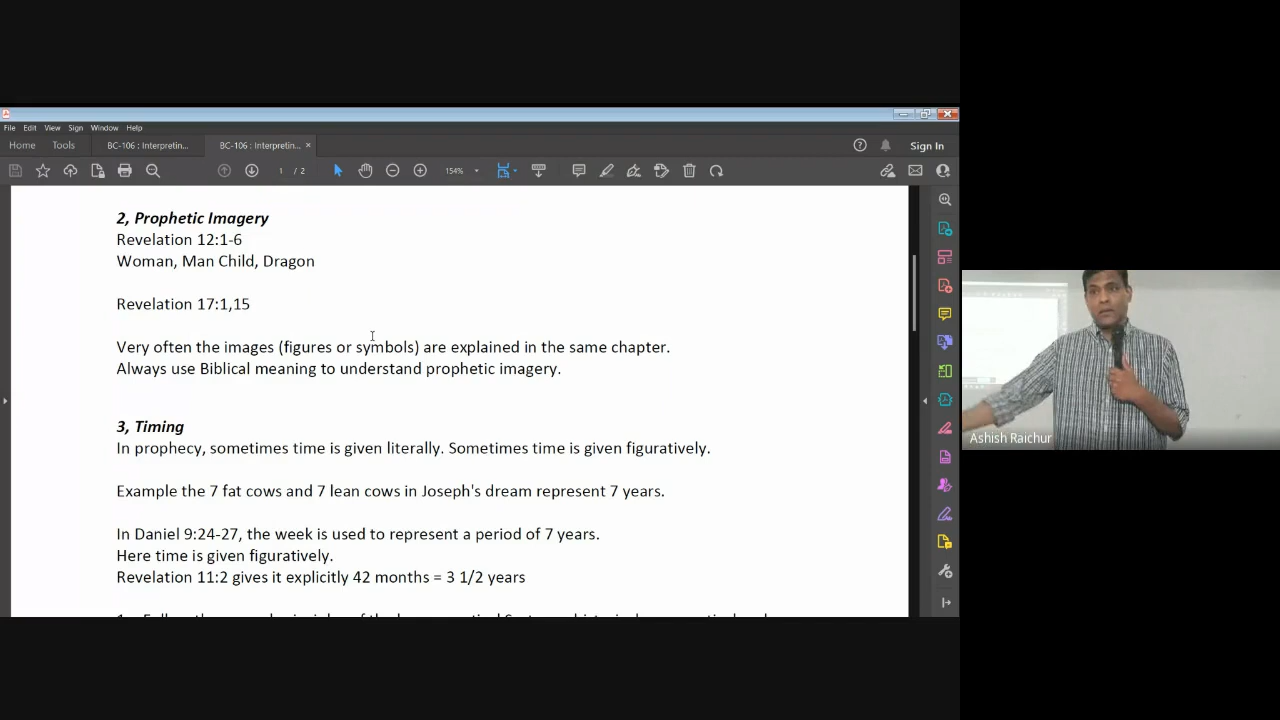 File Edit View Sign Window Help
Home Tools BC-106 : Interpretin... BC-106 : Interpretin... × Sign In
1 / 2 154%
2, Prophetic Imagery
Revelation 12:1-6
Woman, Man Child, Dragon
Revelation 17:1,15
Very often the images (figures or symbols) are explained in the same chapter.
Always use Biblical meaning to understand prophetic imagery.
3, Timing
In prophecy, sometimes time is given literally. Sometimes time is given figuratively.
Example the 7 fat cows and 7 lean cows in Joseph's dream represent 7 years.
In Daniel 9:24-27, the week is used to represent a period of 7 years.
Here time is given figuratively.
Revelation 11:2 gives it explicitly 42 months = 3 1/2 years
Ashish Raichur